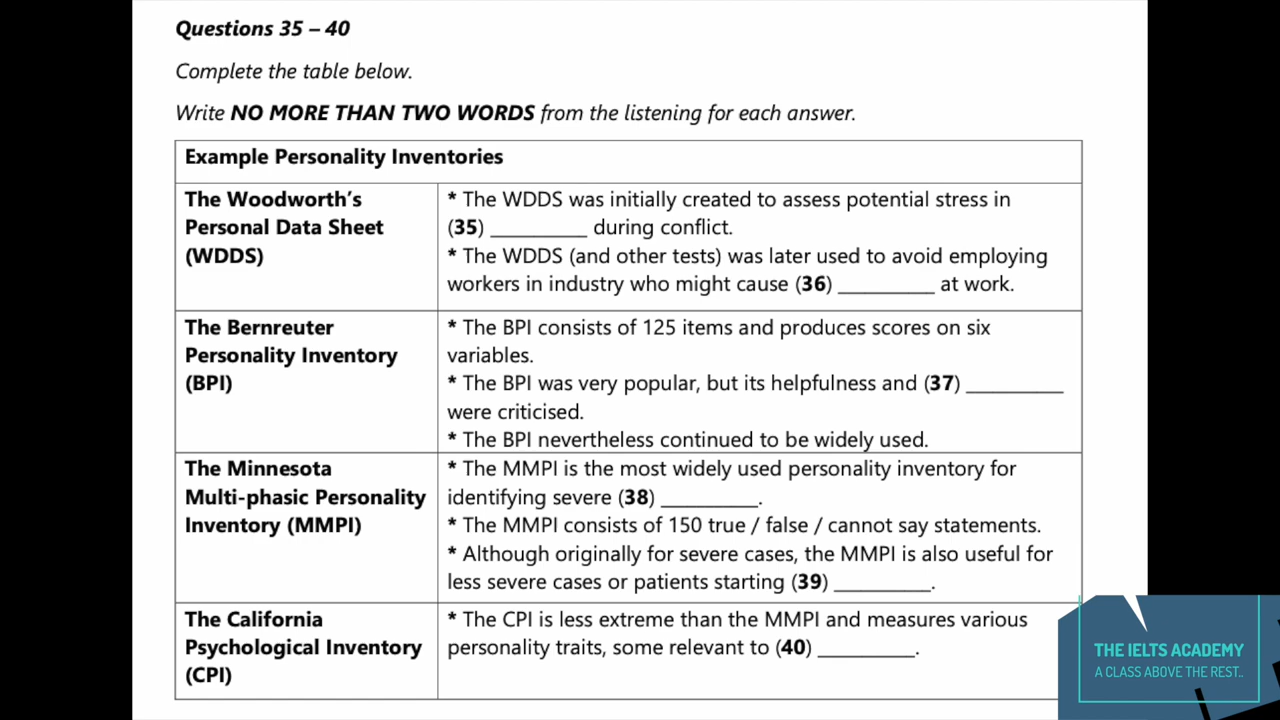 Questions 35 – 40
Complete the table below.
Write NO MORE THAN TWO WORDS from the listening for each answer.
Example Personality Inventories
The Woodworth's
Personal Data Sheet
(WDDS)
* The WDDS was initially created to assess potential stress in
(35) __________ during conflict.
* The WDDS (and other tests) was later used to avoid employing
workers in industry who might cause (36) __________ at work.
The Bernreuter
Personality Inventory
(BPI)
* The BPI consists of 125 items and produces scores on six
variables.
* The BPI was very popular, but its helpfulness and (37) __________
were criticised.
* The BPI nevertheless continued to be widely used.
The Minnesota
Multi-phasic Personality
Inventory (MMPI)
* The MMPI is the most widely used personality inventory for
identifying severe (38) __________.
* The MMPI consists of 150 true / false / cannot say statements.
* Although originally for severe cases, the MMPI is also useful for
less severe cases or patients starting (39) __________.
The California
Psychological Inventory
(CPI)
* The CPI is less extreme than the MMPI and measures various
personality traits, some relevant to (40) __________.
THE IELTS ACADEMY
A CLASS ABOVE THE REST..